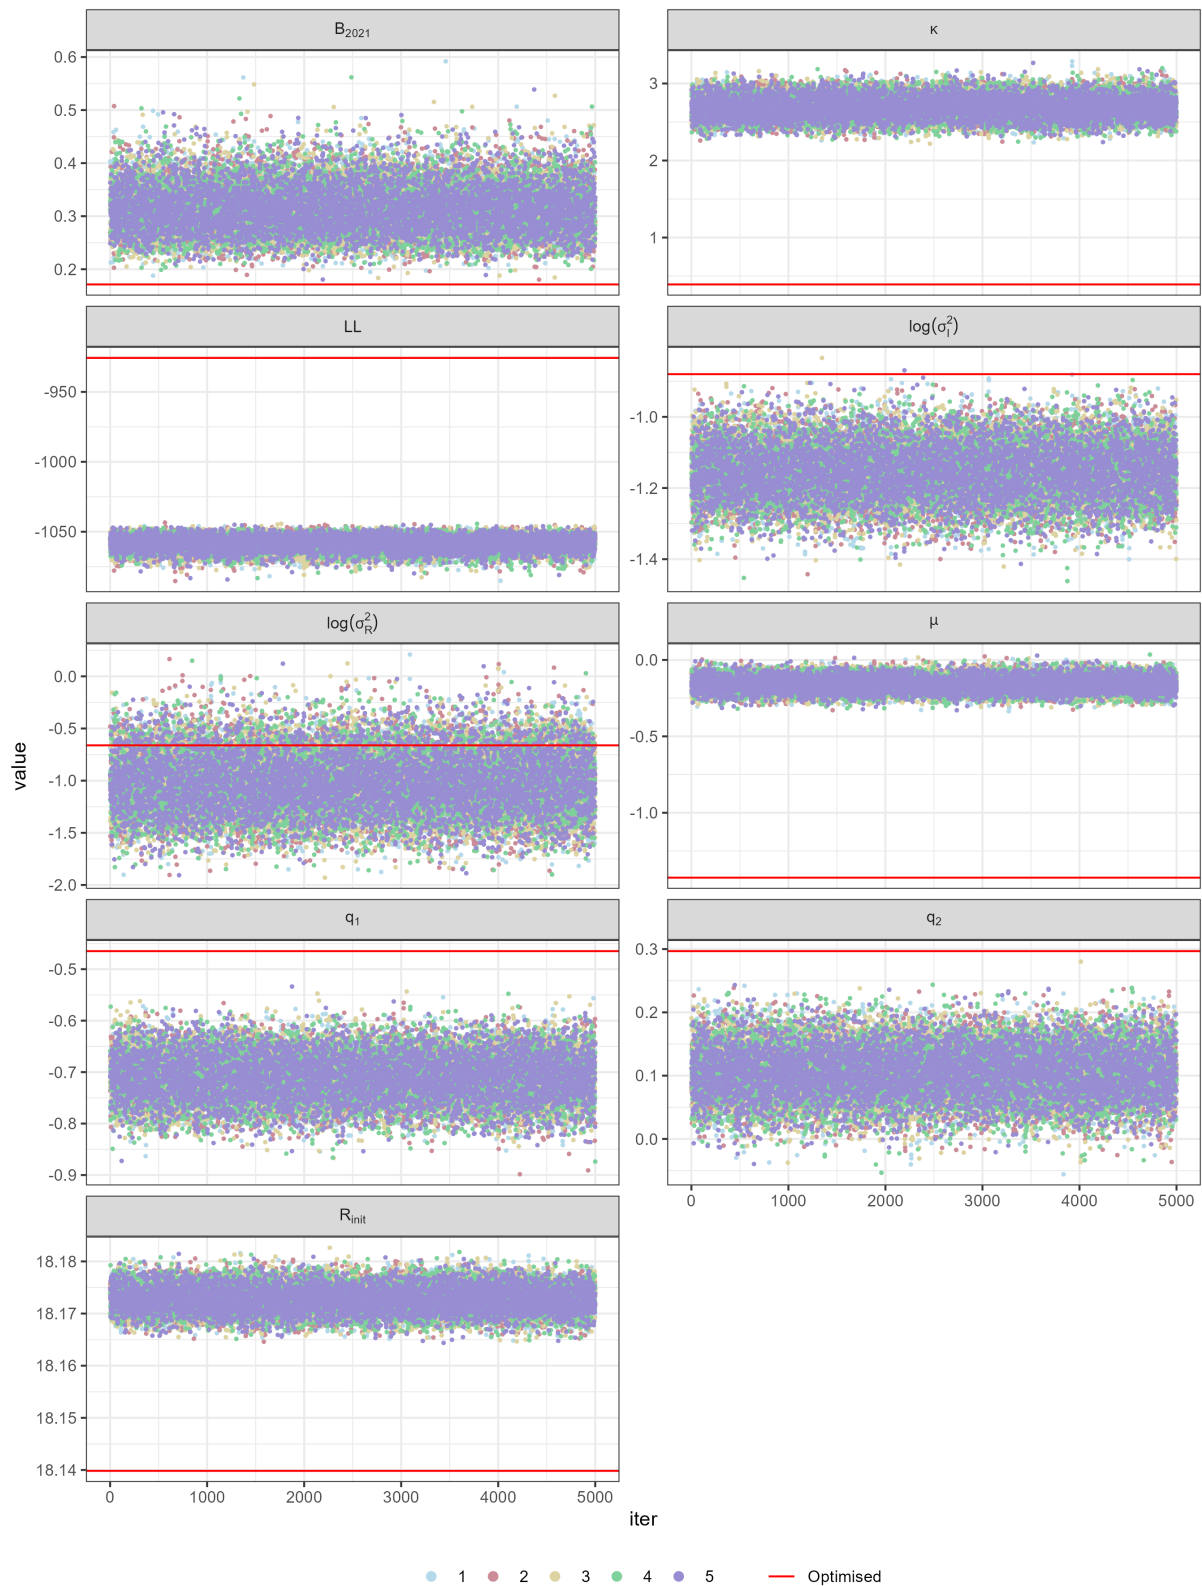 B₂₀₂₁
κ
0.6
0.5
0.4
0.3
0.2
3
2
1
LL
log(σ²_I)
-950
-1000
-1050
-1.0
-1.2
-1.4
log(σ²_R)
μ
0.0
-0.5
-1.0
-1.5
-2.0
0.0
-0.5
-1.0
q₁
q₂
-0.5
-0.6
-0.7
-0.8
-0.9
0.3
0.2
0.1
0.0
0 1000 2000 3000 4000 5000
R_init
18.18
18.17
18.16
18.15
18.14
0 1000 2000 3000 4000 5000
value
iter
1 2 3 4 5 Optimised